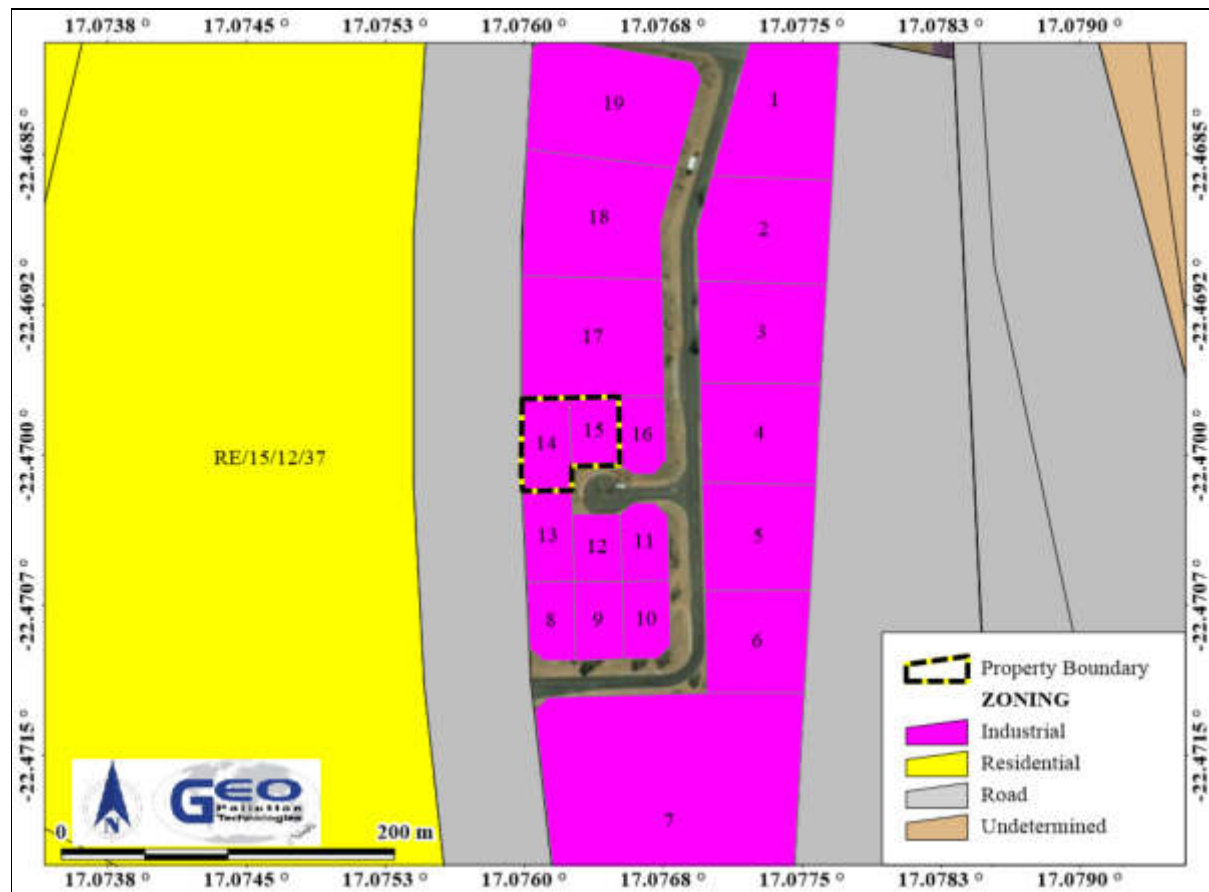 17.0738 ° 17.0745 ° 17.0753 ° 17.0760 ° 17.0768 ° 17.0775 ° 17.0783 ° 17.0790 °
-22.4685 ° -22.4685 °
-22.4692 ° -22.4692 °
-22.4700 ° -22.4700 °
-22.4707 ° -22.4707 °
-22.4715 ° -22.4715 °
19
1
18
2
17
3
14 15 16
4
RE/15/12/37
13 12 11
5
8 9 10
6
7
Property Boundary
ZONING
Industrial
Residential
Road
Undetermined
N
GEO
Pollution
Technologies
0 200 m
17.0738 ° 17.0745 ° 17.0753 ° 17.0760 ° 17.0768 ° 17.0775 ° 17.0783 ° 17.0790 °